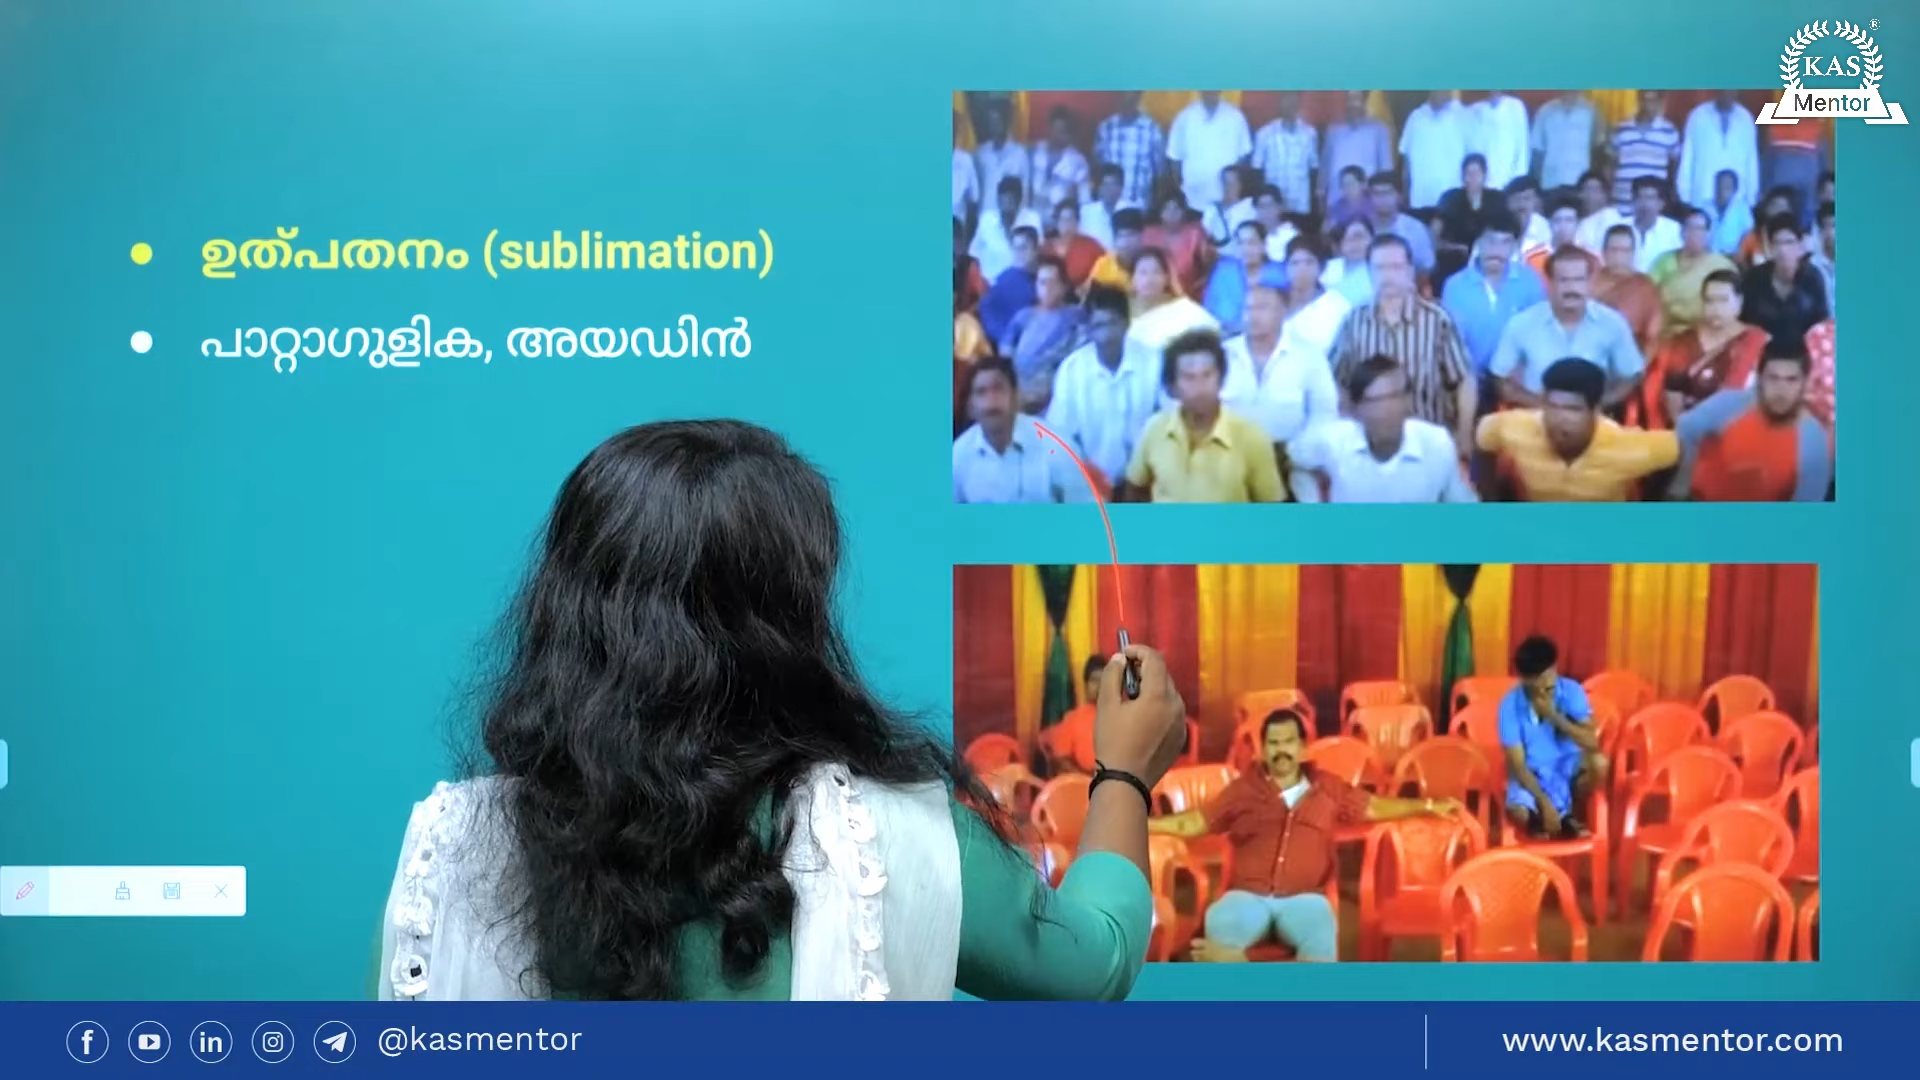 KAS
Mentor
®
● ഉത്പതനം (sublimation)
● പാറ്റാഗുളിക, അയഡിൻ
@kasmentor
www.kasmentor.com